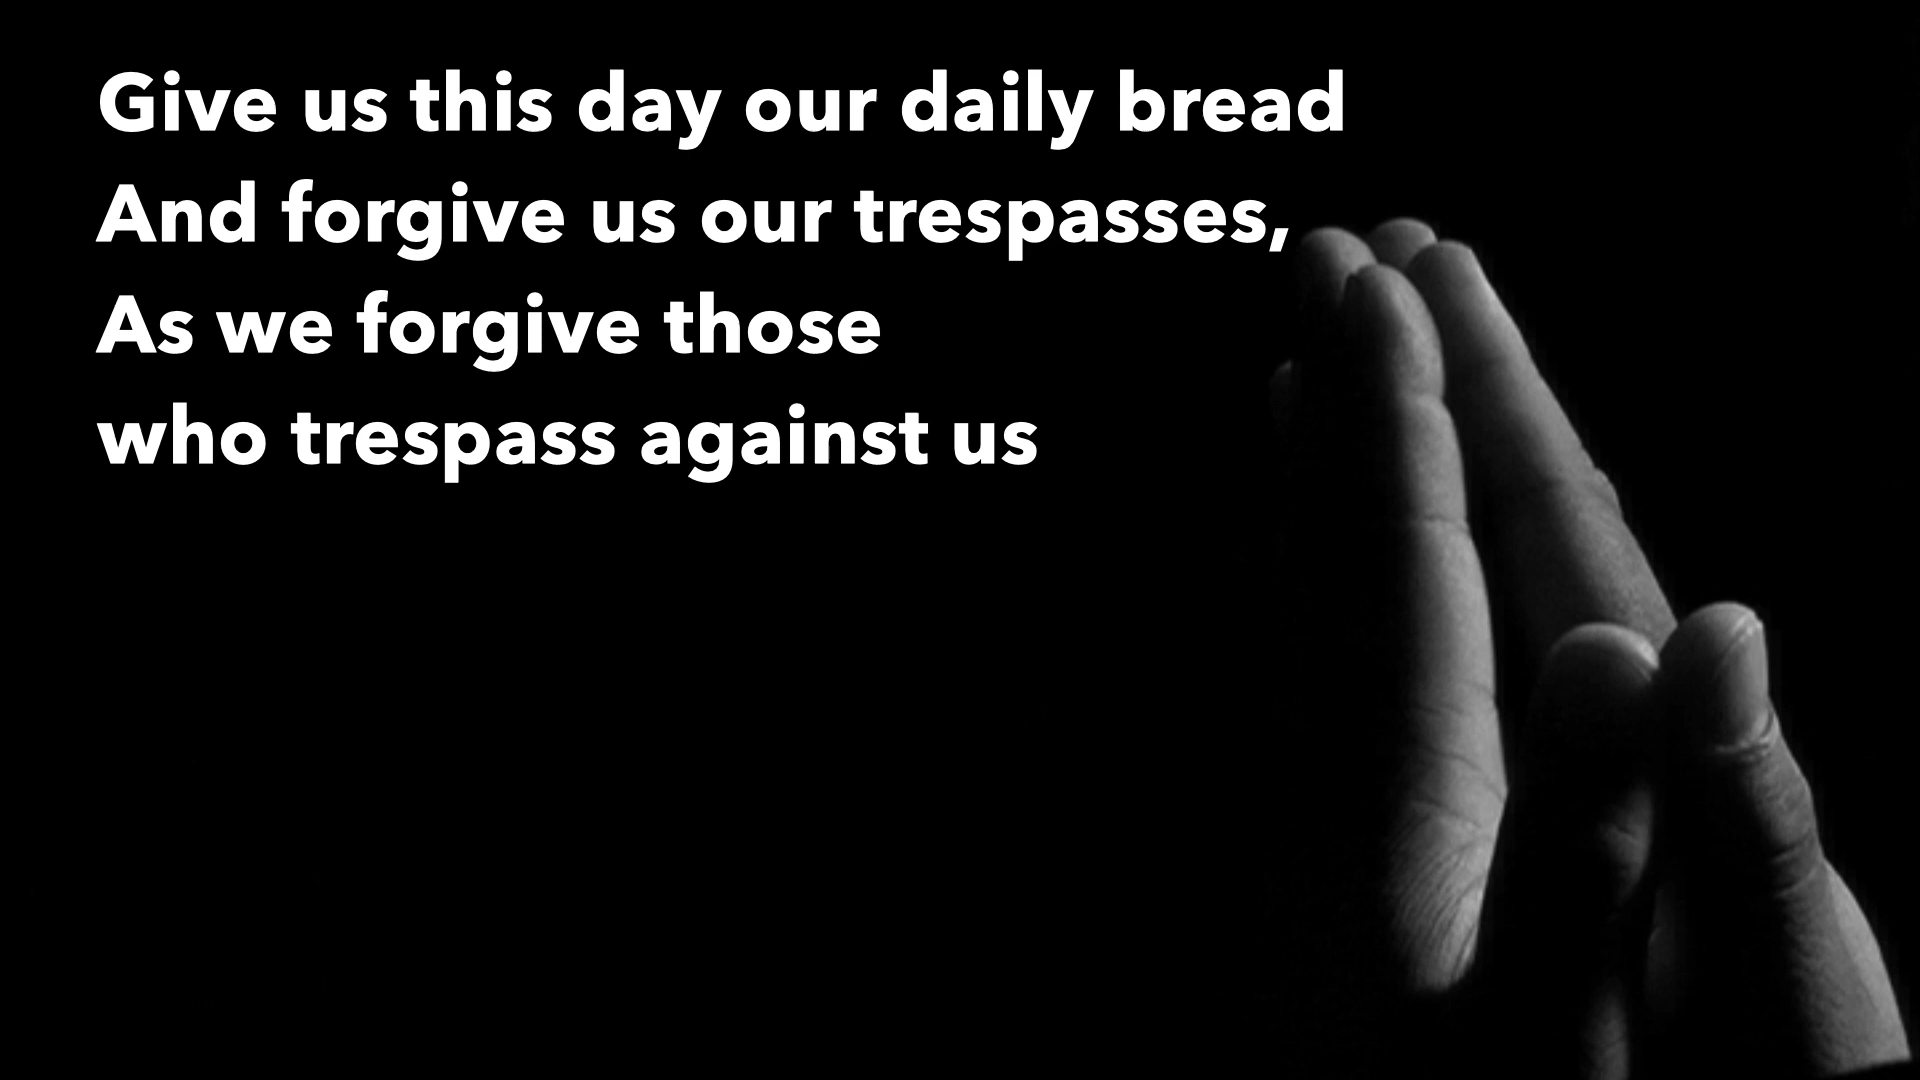 Give us this day our daily bread
And forgive us our trespasses,
As we forgive those
who trespass against us